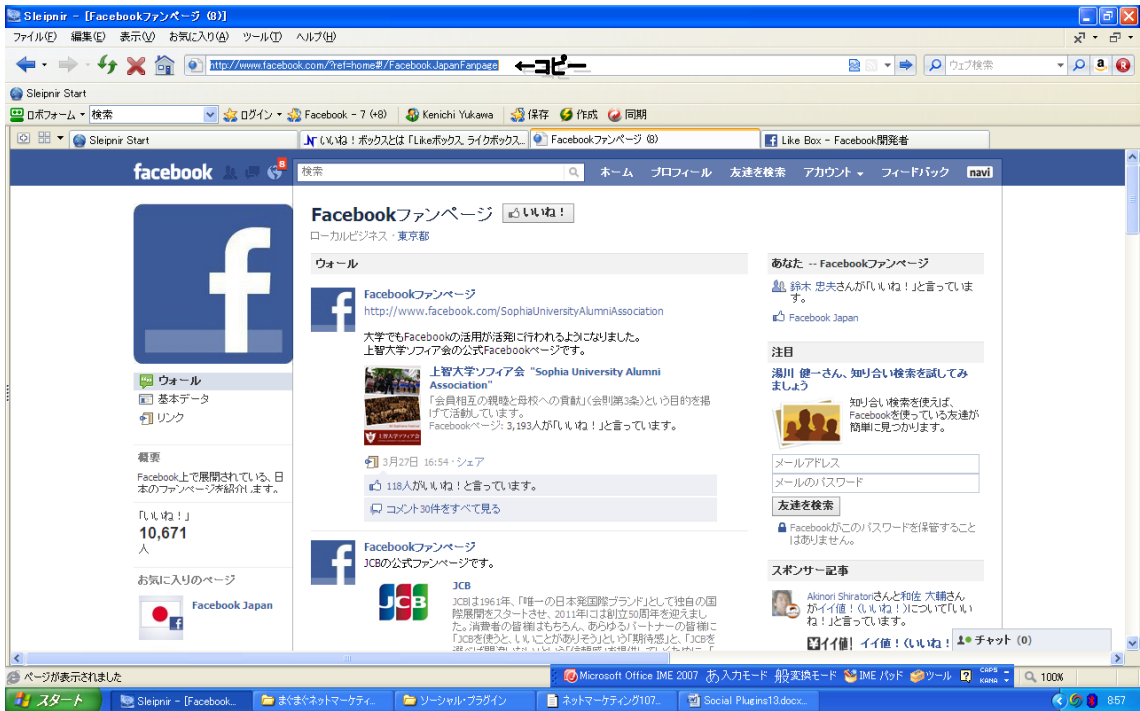 Sleipnir - [Facebookファンページ (8)]
ファイル(F) 編集(E) 表示(V) お気に入り(A) ツール(T) ヘルプ(H)
http://www.facebook.com/?ref=home#/FacebookJapanFanpage
←コピー
ウェブ検索
Sleipnir Start
ロボフォーム 検索 ログイン Facebook - 7 (+8) Kenichi Yukawa 保存 作成 同期
Sleipnir Start
いいね！ボックスとは「Likeボックス, ライクボックス...
Facebookファンページ (8)
Like Box - Facebook開発者
facebook 8 検索 ホーム プロフィール 友達を検索 アカウント フィードバック navi
Facebookファンページ いいね！
ローカルビジネス · 東京都
ウォール
Facebookファンページ
http://www.facebook.com/SophiaUniversityAlumniAssociation
大学でもFacebookの活用が活発に行われるようになりました。
上智大学ソフィア会の公式Facebookページです。
上智大学ソフィア会 "Sophia University Alumni
Association"
「会員相互の親睦と母校への貢献」(会則第3条)という目的を掲
げて活動しています。
Facebookページ: 3,193人が「いいね！」と言っています。
上智大学ソフィア会
3月27日 16:54 · シェア
118人がいいね！と言っています。
コメント30件をすべて見る
Facebookファンページ
JCBの公式ファンページです。
JCB
JCB
JCBは1961年、「唯一の日本発国際ブランド」として独自の国
際展開をスタートさせ、2011年には創立50周年を迎えまし
た。消費者の皆様はもちろん、あらゆるパートナーの皆様に
「JCBを使うと、いいことがありそう」という「期待感」と、「JCBを
ウォール
基本データ
リンク
概要
Facebook上で展開されている、日
本のファンページを紹介します。
「いいね！」
10,671
人
お気に入りのページ
Facebook Japan
あなた -- Facebookファンページ
鈴木 忠夫さんが「いいね！」と言っていま
す。
Facebook Japan
注目
湯川 健一さん、知り合い検索を試してみ
ましょう
知り合い検索を使えば、
Facebookを使っている友達が
簡単に見つかります。
メールアドレス
メールのパスワード
友達を検索
Facebookがこのパスワードを保管すること
はありません。
スポンサー記事
Akinori Shiratoriさんと和佐 大輔さん
がイイ値！(いいね！)について「いい
ね！」と言っています。
イイ値！(いいね！
チャット (0)
ページが表示されました
Microsoft Office IME 2007 あ 入力モード 般 変換モード IME パッド ツール CAPS KANA 100%
スタート
Sleipnir - [Facebook...
まぐまぐネットマーケティ...
ソーシャル・プラグイン
ネットマーケティング107...
Social Plugins13.docx...
8:57